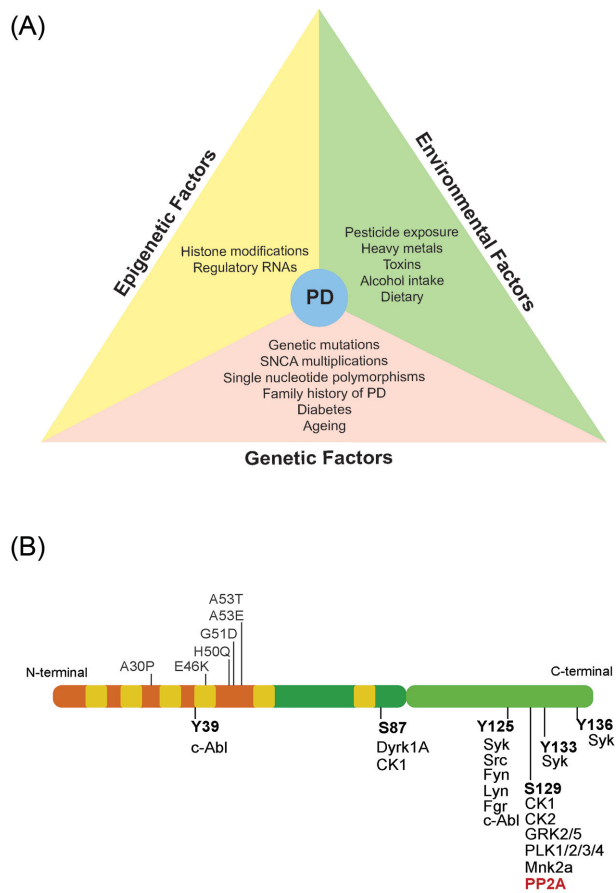 (A)
Epigenetic Factors
Environmental Factors
Histone modifications
Regulatory RNAs
Pesticide exposure
Heavy metals
Toxins
Alcohol intake
Dietary
PD
Genetic mutations
SNCA multiplications
Single nucleotide polymorphisms
Family history of PD
Diabetes
Ageing
Genetic Factors
(B)
A53T
A53E
G51D
H50Q
N-terminal
A30P
E46K
C-terminal
Y39
c-Abl
S87
Dyrk1A
CK1
Y125
Syk
Src
Fyn
Lyn
Fgr
c-Abl
S129
CK1
CK2
GRK2/5
PLK1/2/3/4
Mnk2a
PP2A
Y133
Syk
Y136
Syk